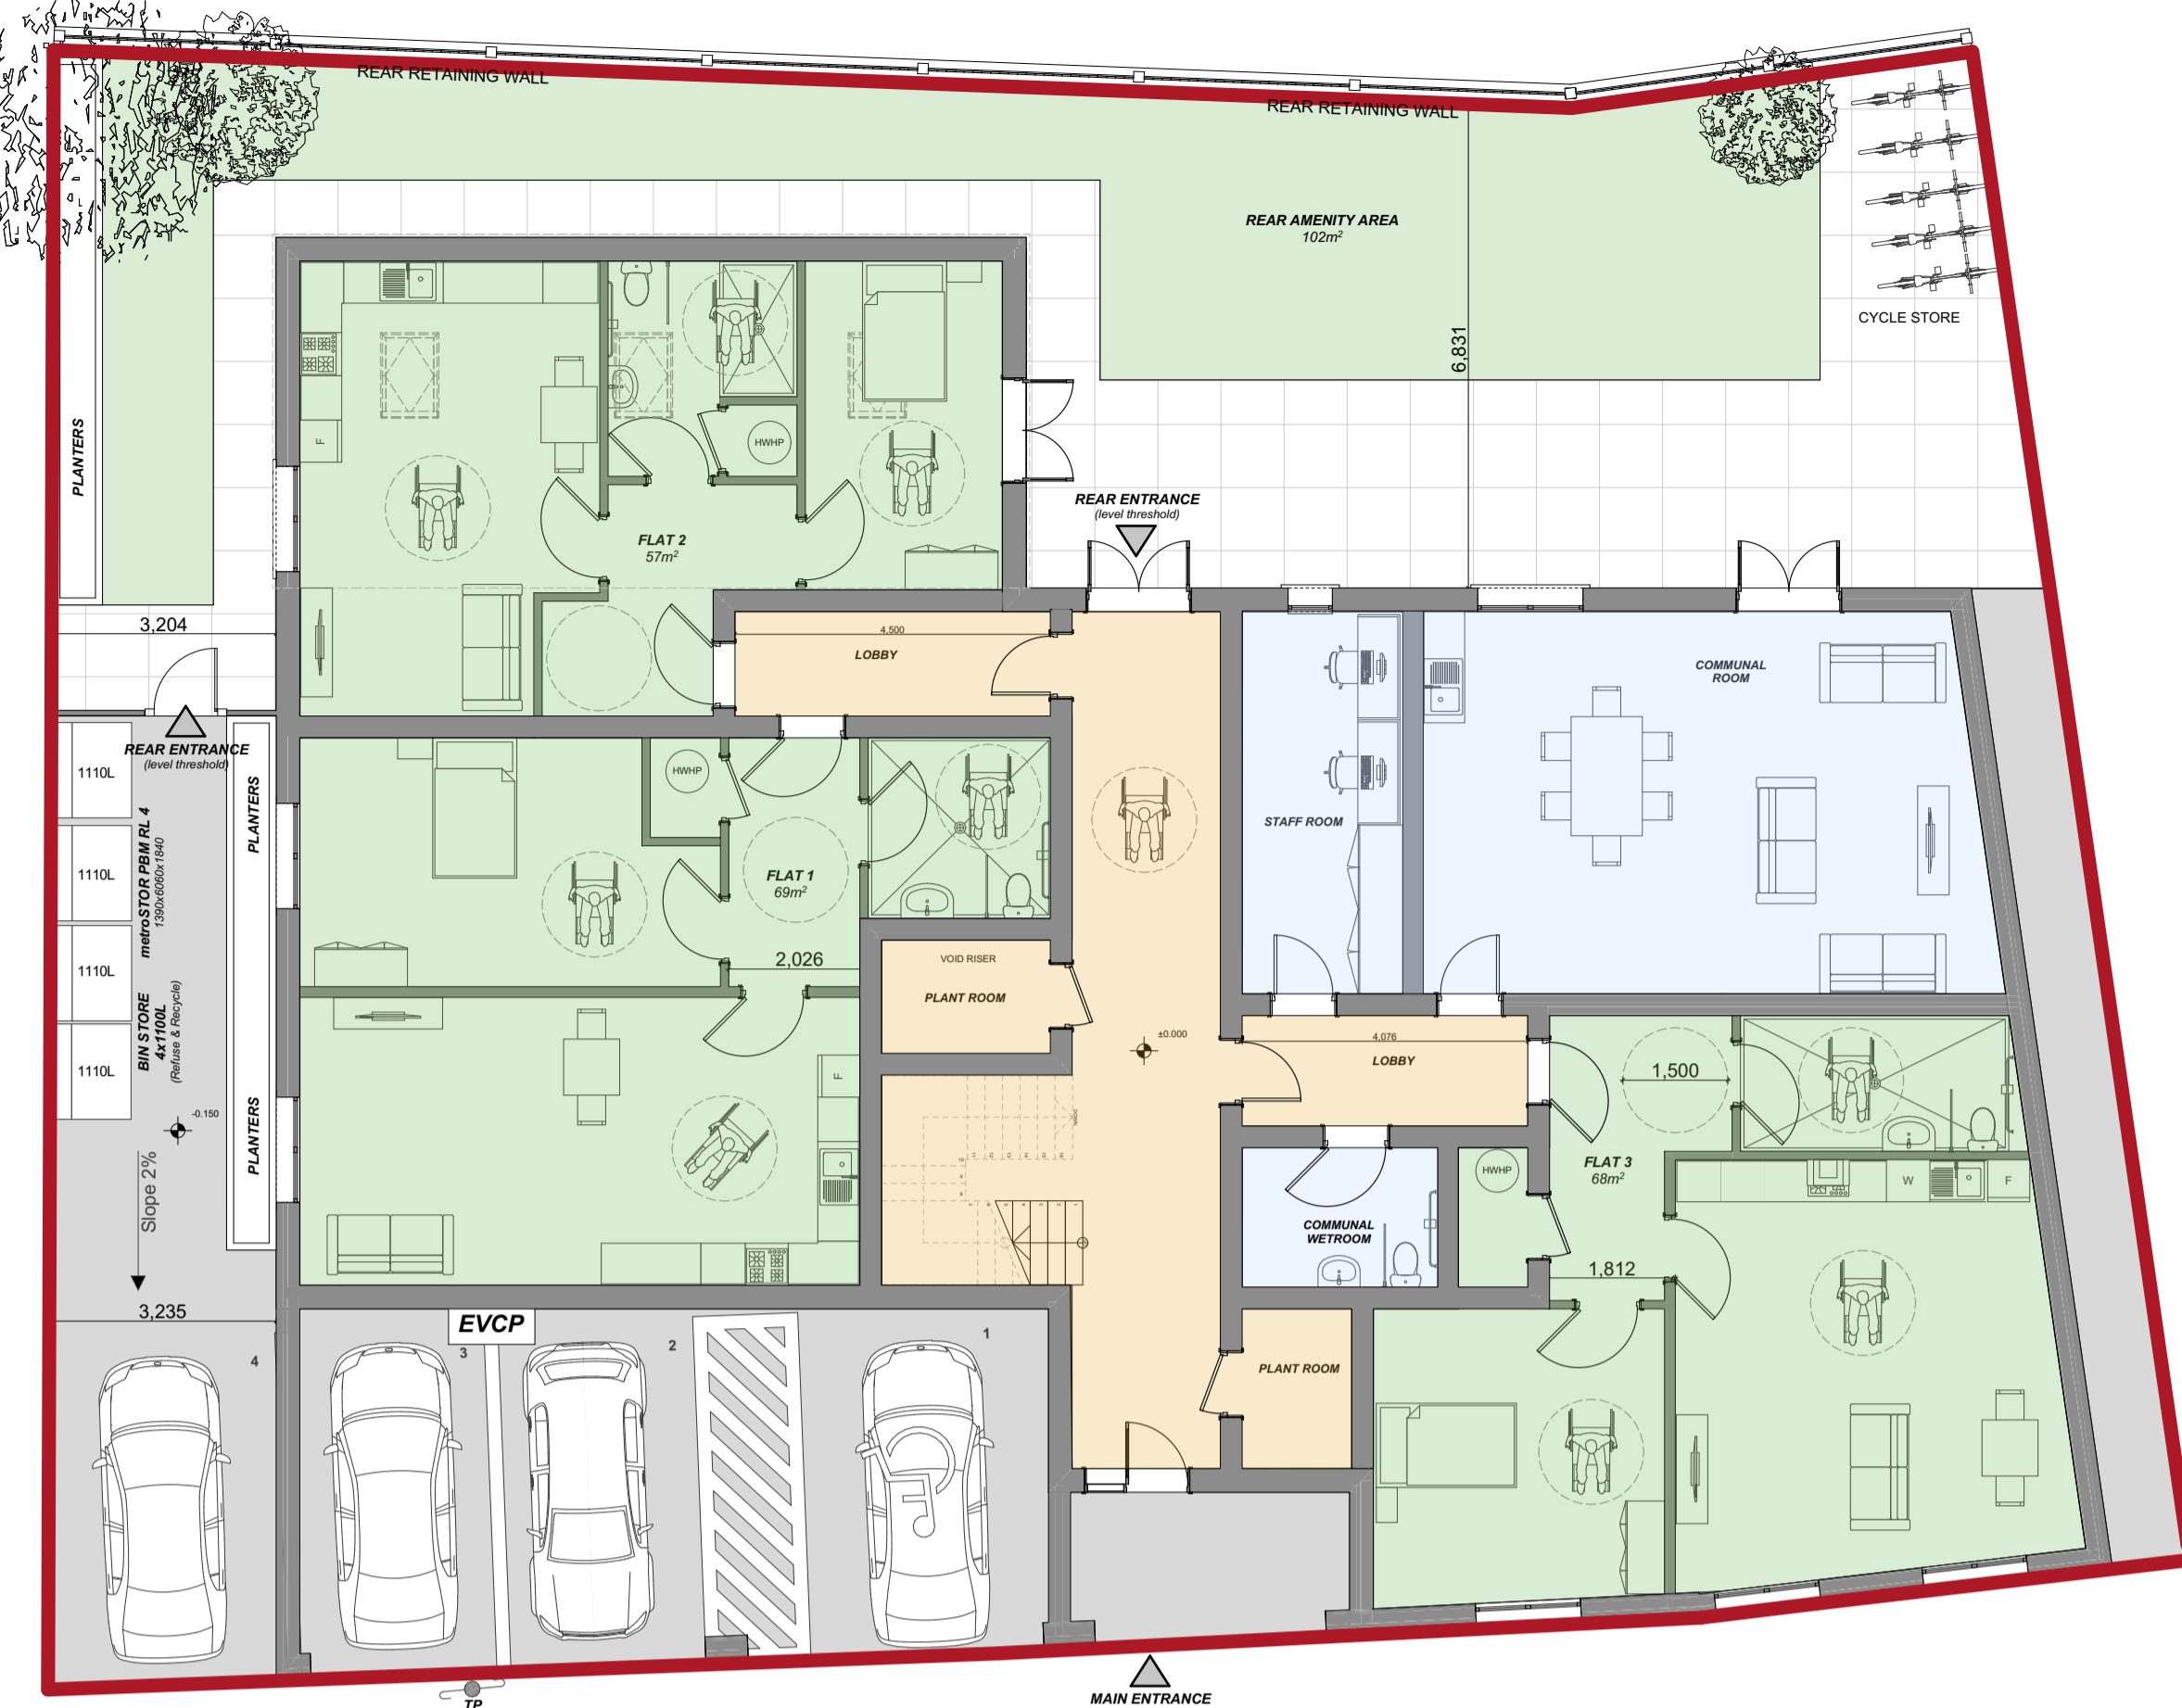 REAR RETAINING WALL
REAR RETAINING WALL
REAR AMENITY AREA
102m²
CYCLE STORE
6,831
PLANTERS
F
HWHP
REAR ENTRANCE
(level threshold)
FLAT 2
57m²
3,204
4,500
LOBBY
COMMUNAL
ROOM
REAR ENTRANCE
(level threshold)
1110L
1110L
1110L
1110L
metroSTOR PBM RL 4
1390x6060x1840
BIN STORE
4x1100L
(Refuse & Recycle)
PLANTERS
PLANTERS
-0.150
Slope 2%
3,235
HWHP
FLAT 1
69m²
2,026
F
STAFF ROOM
VOID RISER
PLANT ROOM
±0.000
DOWN
4,076
LOBBY
1,500
FLAT 3
68m²
HWHP
W
F
COMMUNAL
WETROOM
1,812
PLANT ROOM
EVCP
4
3
2
1
TP
MAIN ENTRANCE